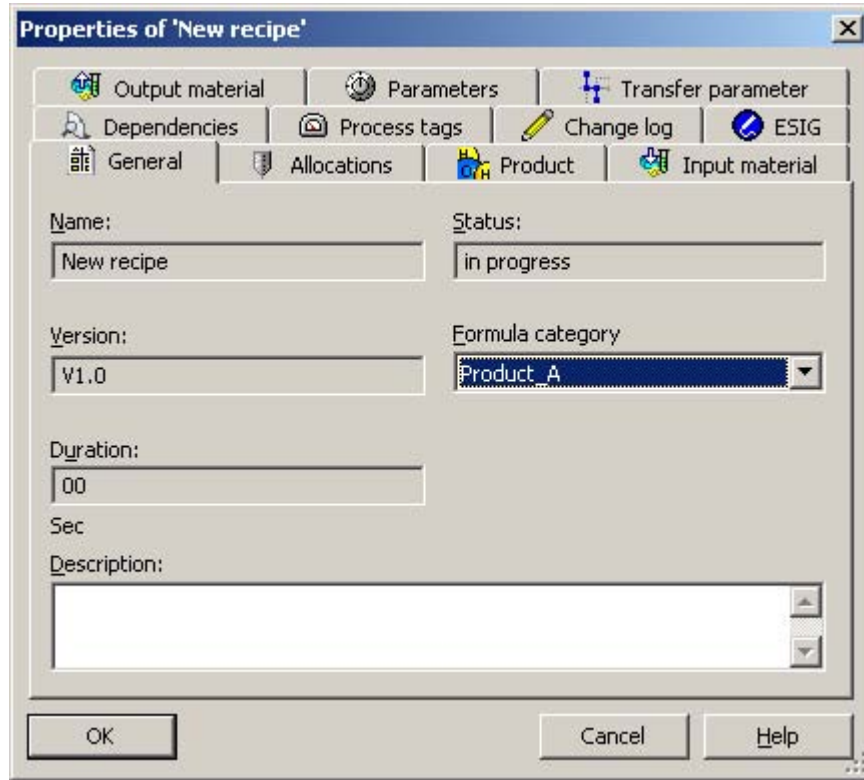 Properties of 'New recipe'
Output material Parameters Transfer parameter
Dependencies Process tags Change log ESIG
General Allocations Product Input material
Name: Status:
New recipe in progress
Version: Formula category
V1.0 Product_A
Duration:
00
Sec
Description:
OK Cancel Help